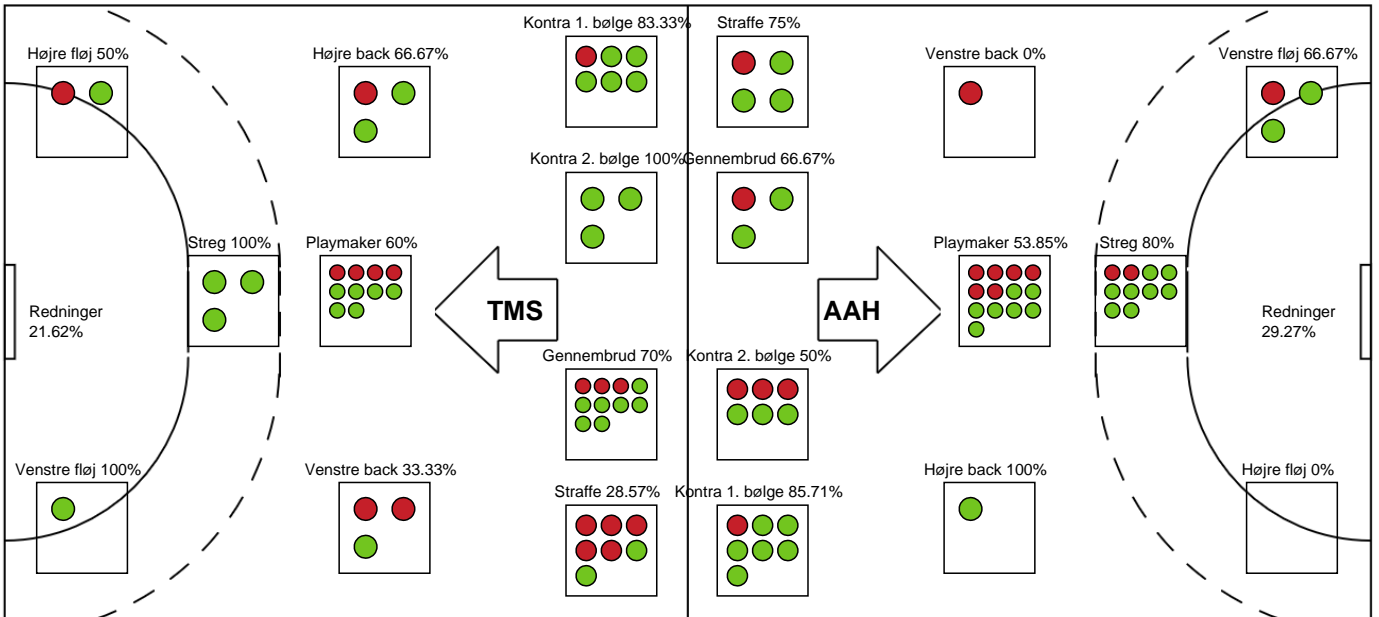 Kontra 1. bølge 83.33%
Straffe 75%
Højre fløj 50%
Højre back 66.67%
Venstre back 0%
Venstre fløj 66.67%
Kontra 2. bølge 100%
Gennembrud 66.67%
Streg 100%
Playmaker 60%
Playmaker 53.85%
Streg 80%
Redninger
21.62%
TMS
AAH
Redninger
29.27%
Gennembrud 70%
Kontra 2. bølge 50%
Venstre fløj 100%
Venstre back 33.33%
Højre back 100%
Højre fløj 0%
Straffe 28.57%
Kontra 1. bølge 85.71%